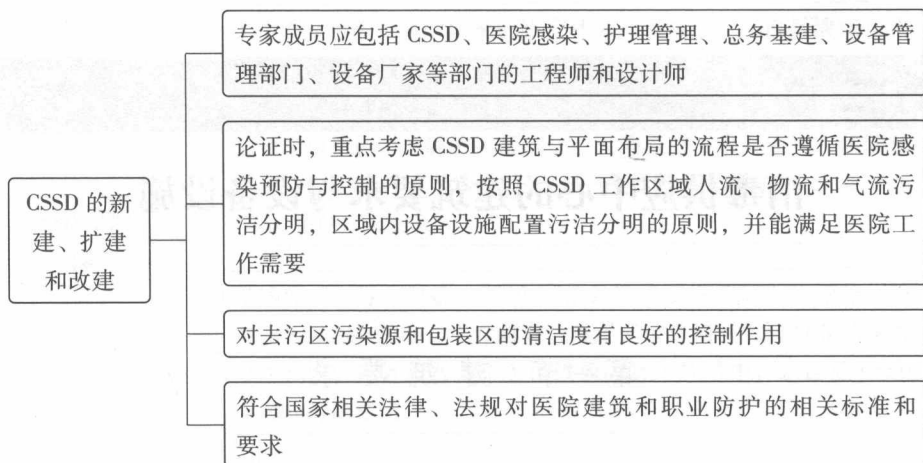 专家成员应包括 CSSD、医院感染、护理管理、总务基建、设备管
理部门、设备厂家等部门的工程师和设计师
论证时，重点考虑 CSSD 建筑与平面布局的流程是否遵循医院感
染预防与控制的原则，按照 CSSD 工作区域人流、物流和气流污
洁分明，区域内设备设施配置污洁分明的原则，并能满足医院工
作需要
CSSD 的新
建、扩建
和改建
对去污区污染源和包装区的清洁度有良好的控制作用
符合国家相关法律、法规对医院建筑和职业防护的相关标准和
要求